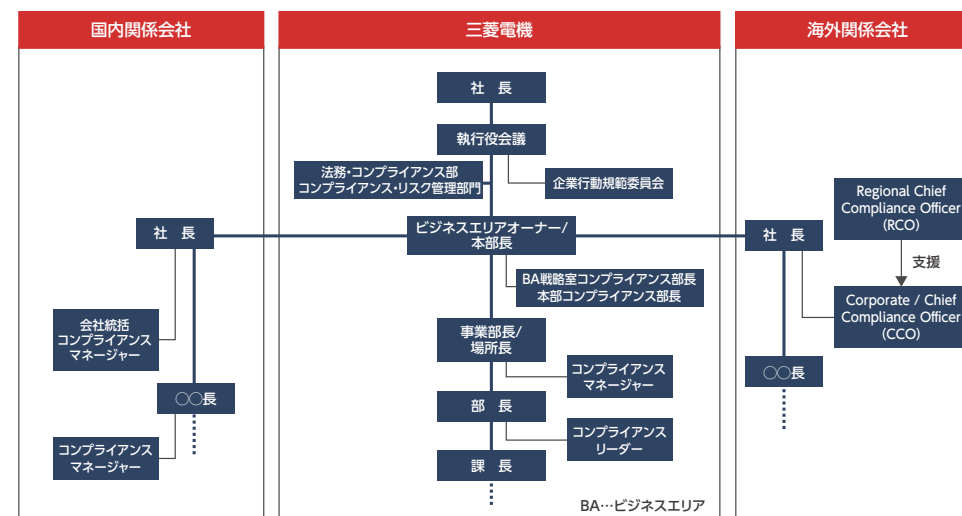 国内関係会社
三菱電機
海外関係会社
社 長
執行役会議
法務・コンプライアンス部
コンプライアンス・リスク管理部門
企業行動規範委員会
ビジネスエリアオーナー/
本部長
BA戦略室コンプライアンス部長
本部コンプライアンス部長
事業部長/
場所長
コンプライアンス
マネージャー
部 長
コンプライアンス
リーダー
課 長
BA…ビジネスエリア
社 長
会社統括
コンプライアンス
マネージャー
○○長
コンプライアンス
マネージャー
社 長
Regional Chief
Compliance Officer
(RCO)
支援
Corporate / Chief
Compliance Officer
(CCO)
○○長